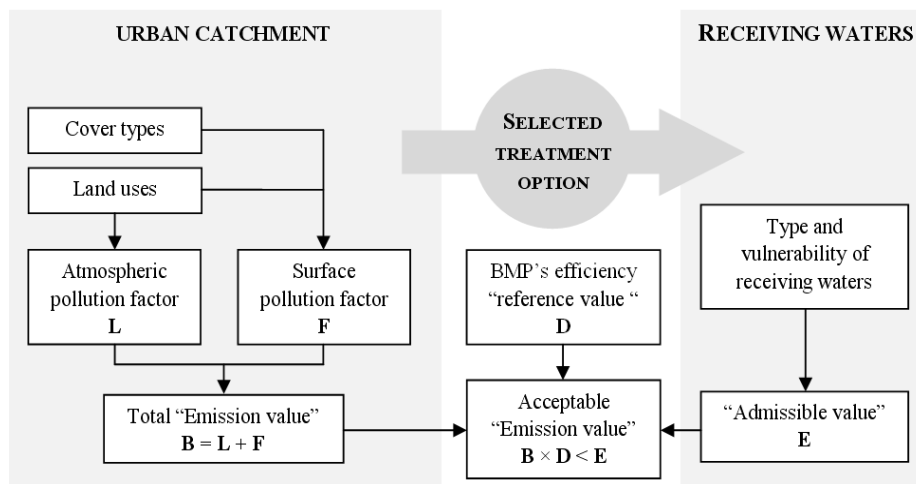 URBAN CATCHMENT
RECEIVING WATERS
SELECTED
TREATMENT
OPTION
Cover types
Land uses
Atmospheric
pollution factor
L
Surface
pollution factor
F
BMP's efficiency
“reference value “
D
Type and
vulnerability of
receiving waters
Total “Emission value”
B = L + F
Acceptable
“Emission value”
B × D < E
“Admissible value”
E